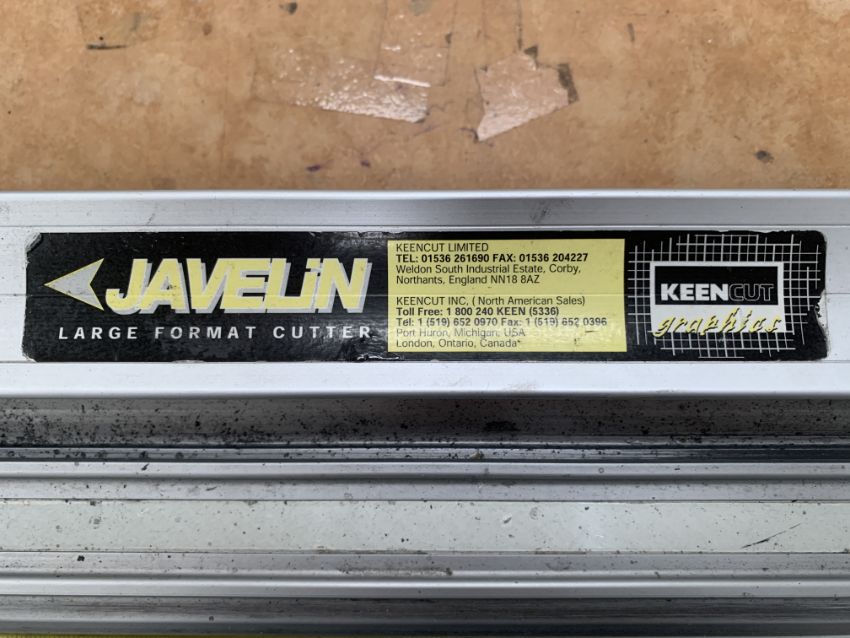 JAVELiN
LARGE FORMAT CUTTER
KEENCUT LIMITED
TEL: 01536 261690 FAX: 01536 204227
Weldon South Industrial Estate, Corby,
Northants, England NN18 8AZ
KEENCUT INC, ( North American Sales)
Toll Free: 1 800 240 KEEN (5336)
Tel: 1 (519) 652 0970 Fax: 1 (519) 652 0396
Port Huron, Michigan, USA
London, Ontario, Canada
KEENCUT
graphics